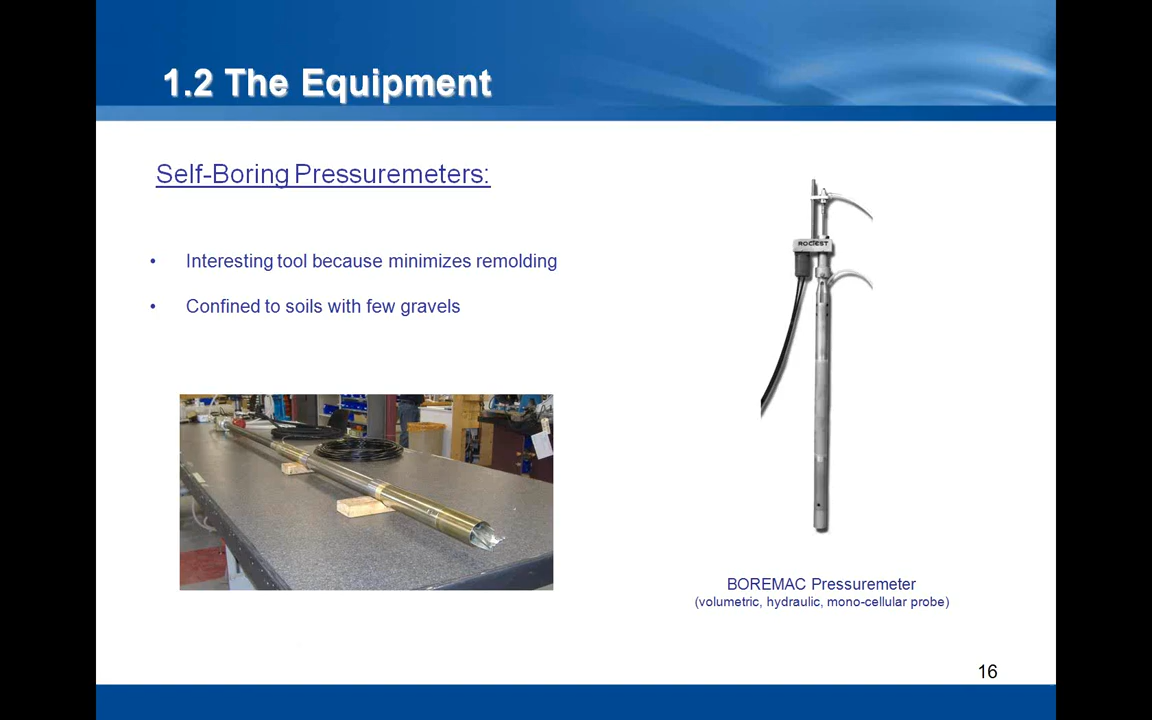 1.2 The Equipment
Self-Boring Pressuremeters:
• Interesting tool because minimizes remolding
• Confined to soils with few gravels
ROCTEST
BOREMAC Pressuremeter
(volumetric, hydraulic, mono-cellular probe)
16